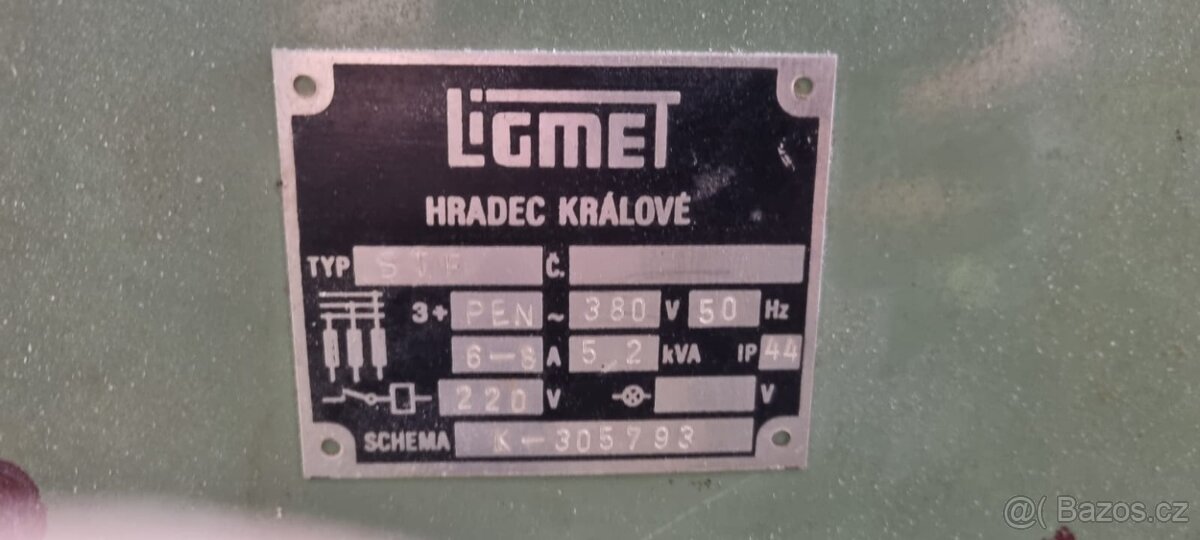 LIGMET
HRADEC KRÁLOVÉ
TYP Č.
3+ PEN ~ 380 V 50 Hz
6-8 A 5,2 kVA IP 44
220 V V
SCHEMA K-305793
@( Bazos.cz